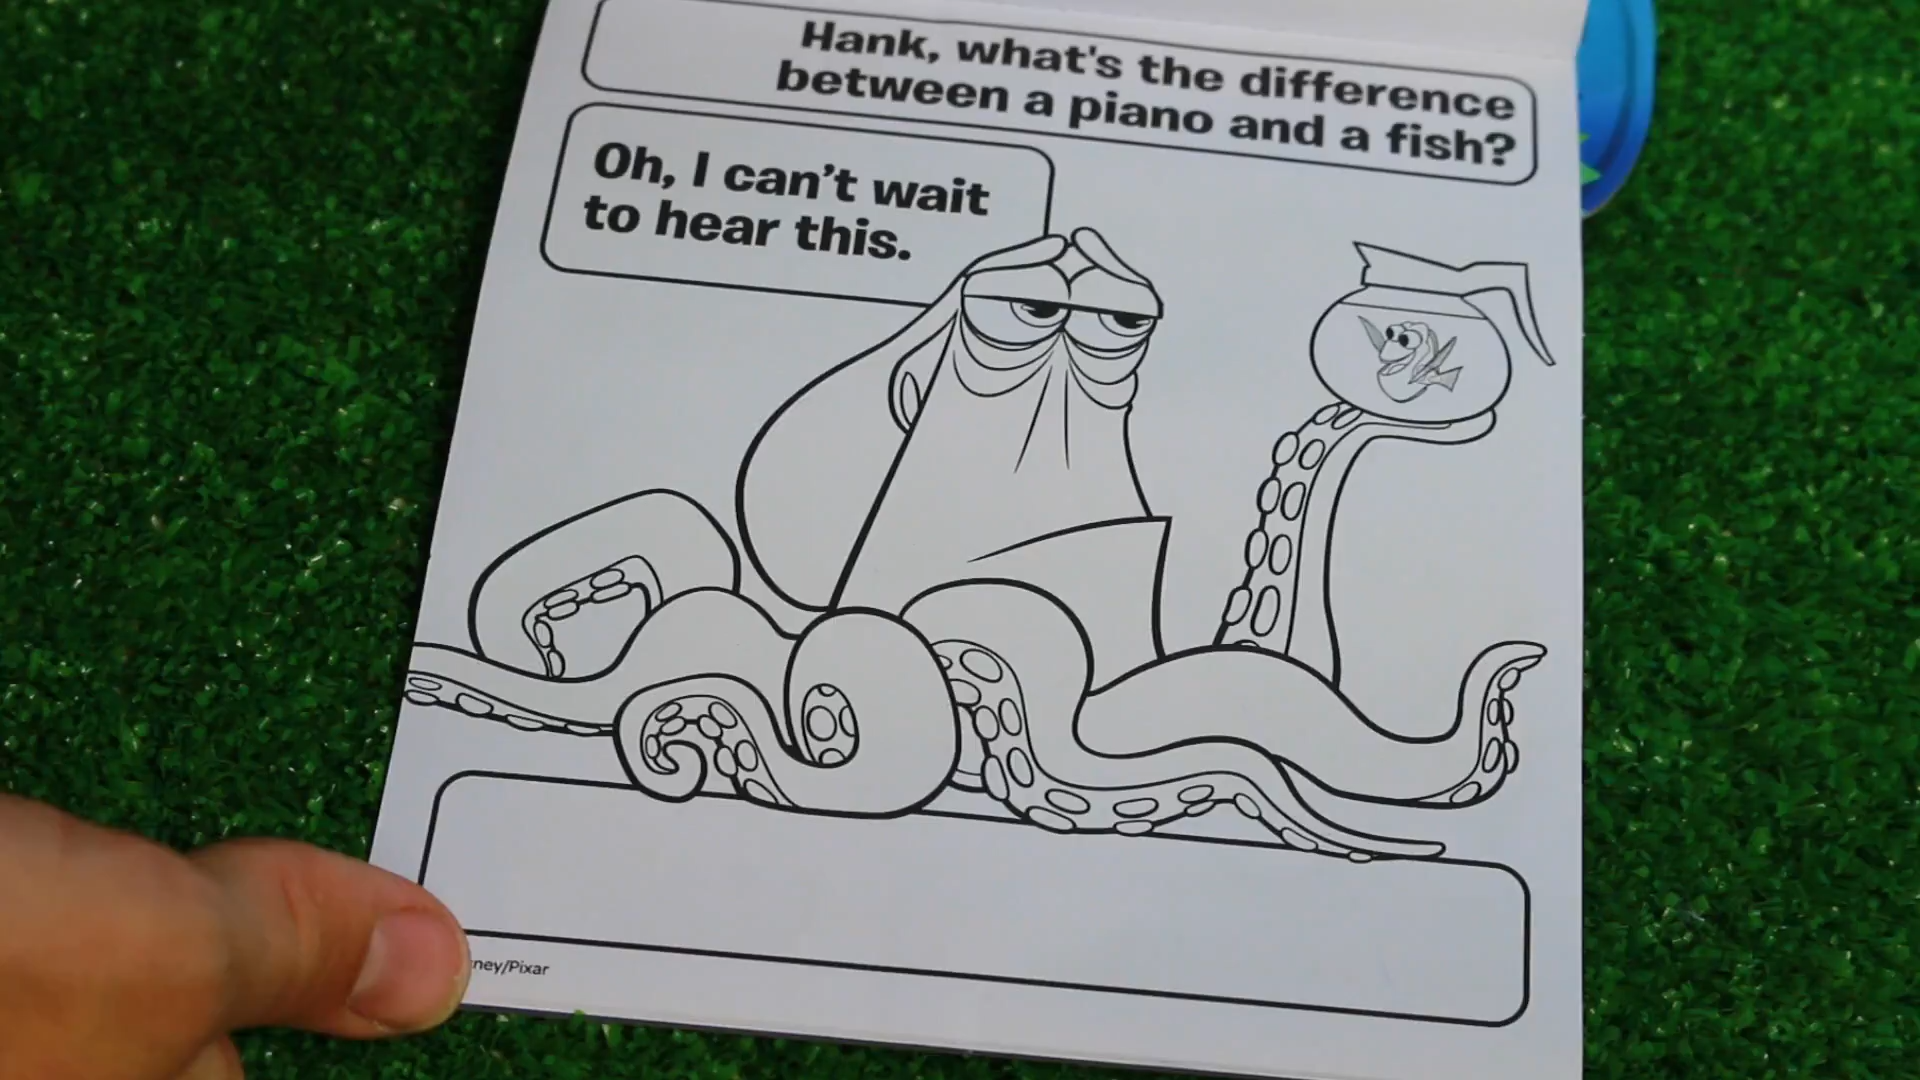 Hank, what's the difference
between a piano and a fish?
Oh, I can’t wait
to hear this.
ney/Pixar